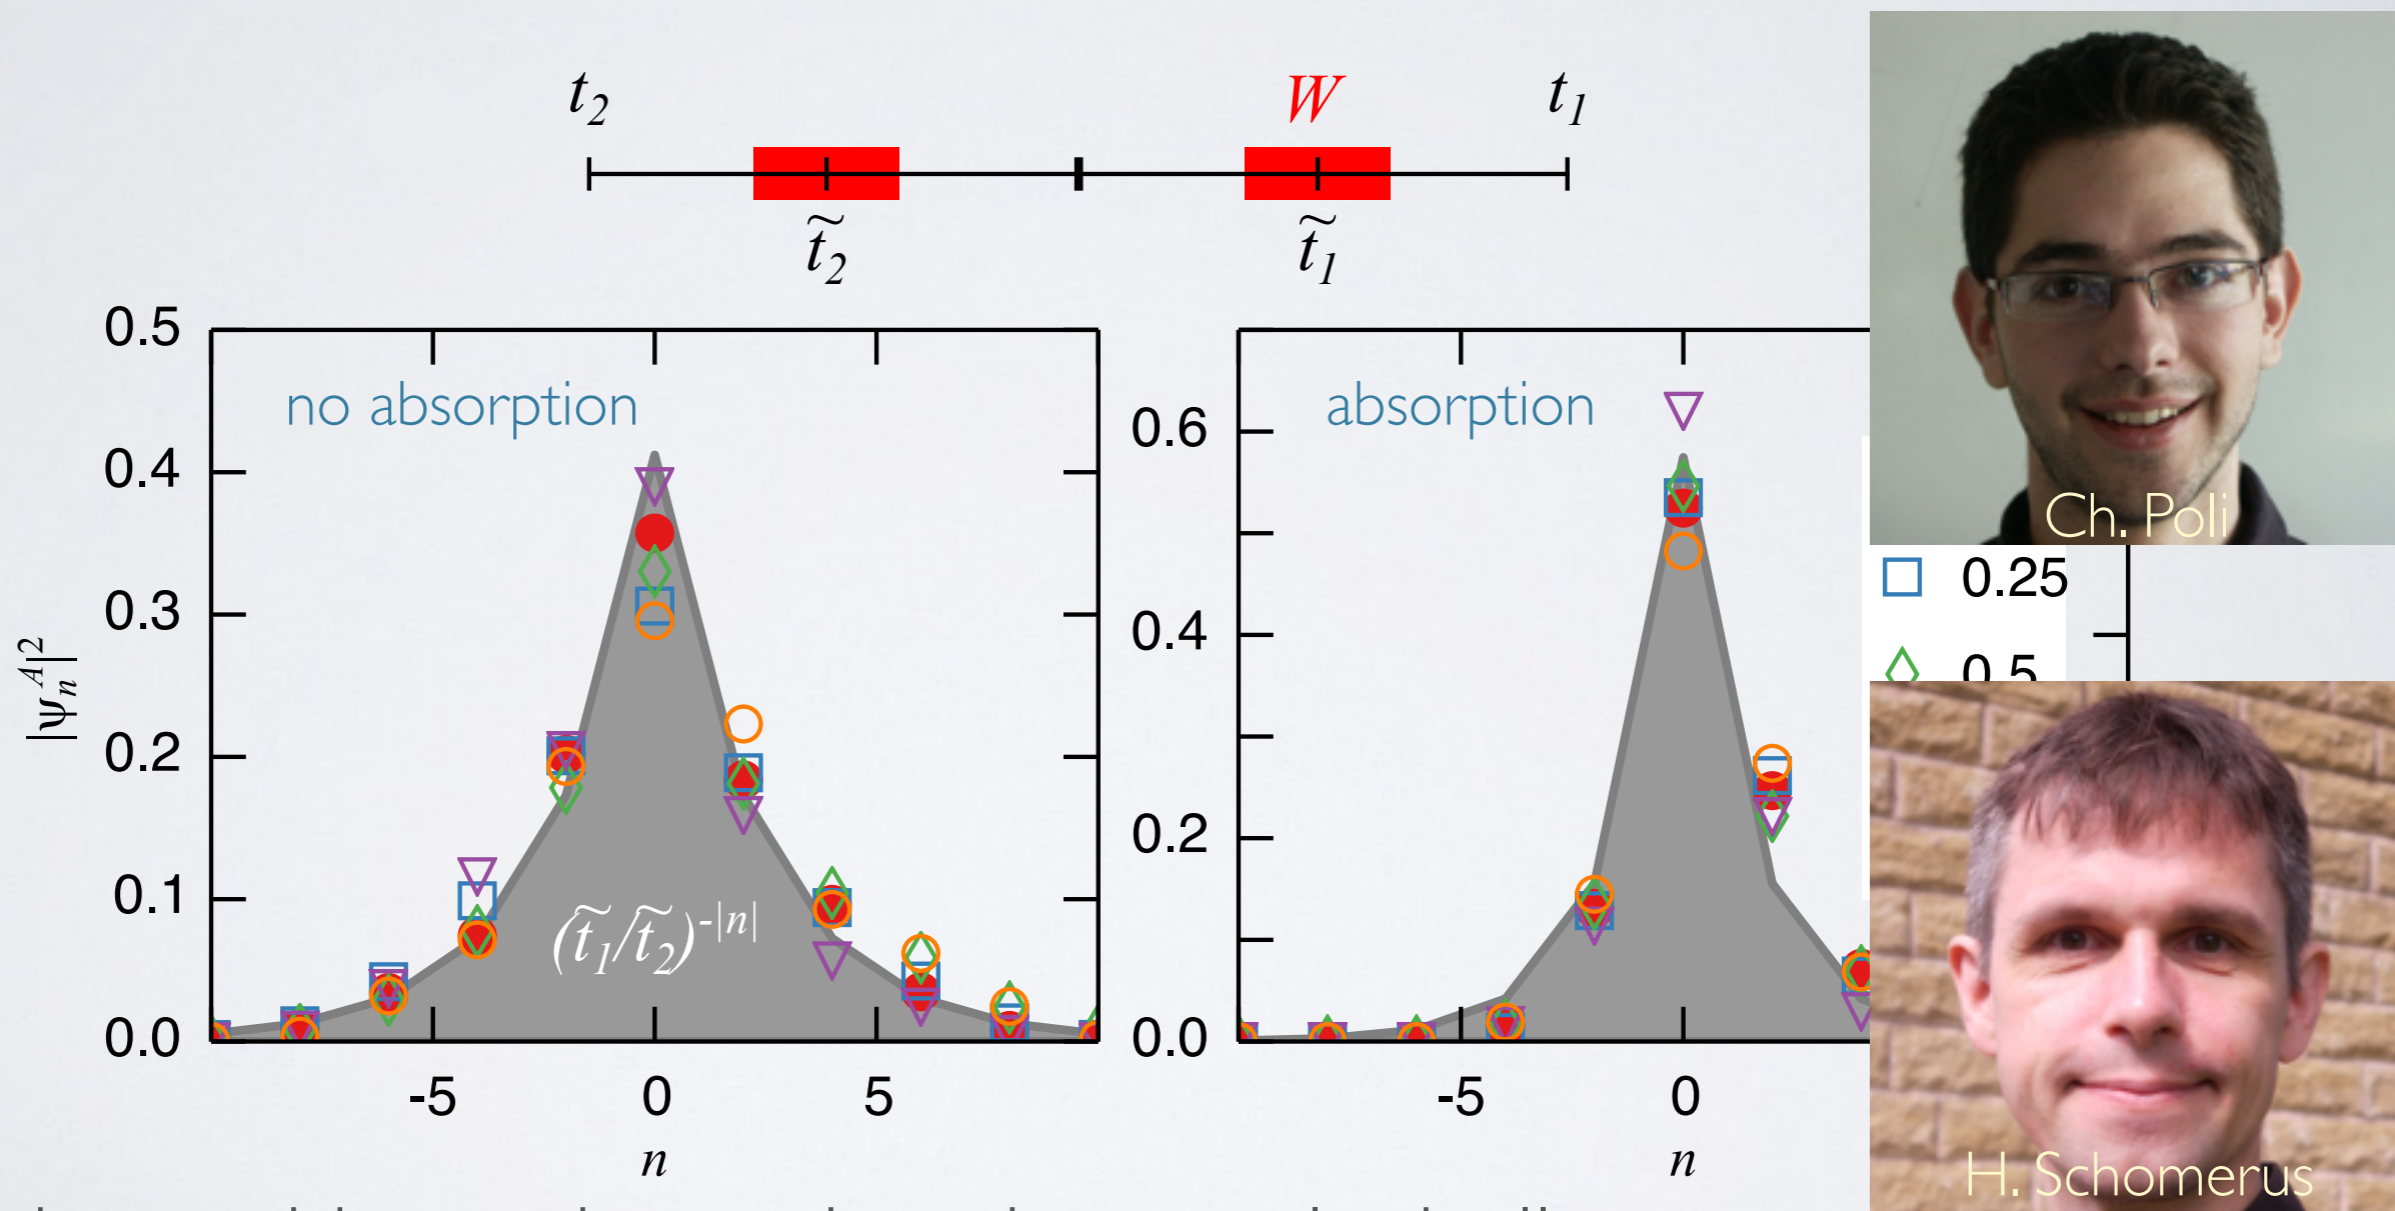 t₂ W t₁
t̃₂ t̃₁
0.5
0.4
0.3
0.2
0.1
0.0
|ψₙᴬ|²
no absorption
(t̃₁/t̃₂)^-|n|
-5 0 5
n
0.6
0.4
0.2
0.0
absorption
-5 0
n
Ch. Poli
0.25
0.5
H. Schomerus